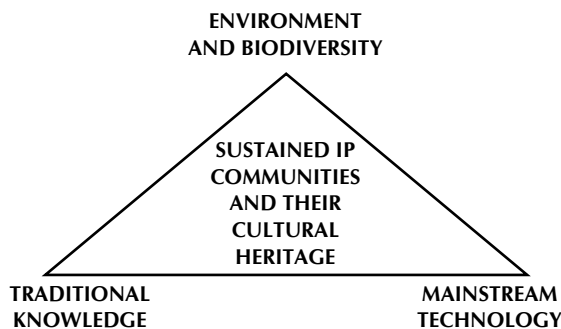 ENVIRONMENT
AND BIODIVERSITY
SUSTAINED IP
COMMUNITIES
AND THEIR
CULTURAL
HERITAGE
TRADITIONAL
KNOWLEDGE
MAINSTREAM
TECHNOLOGY